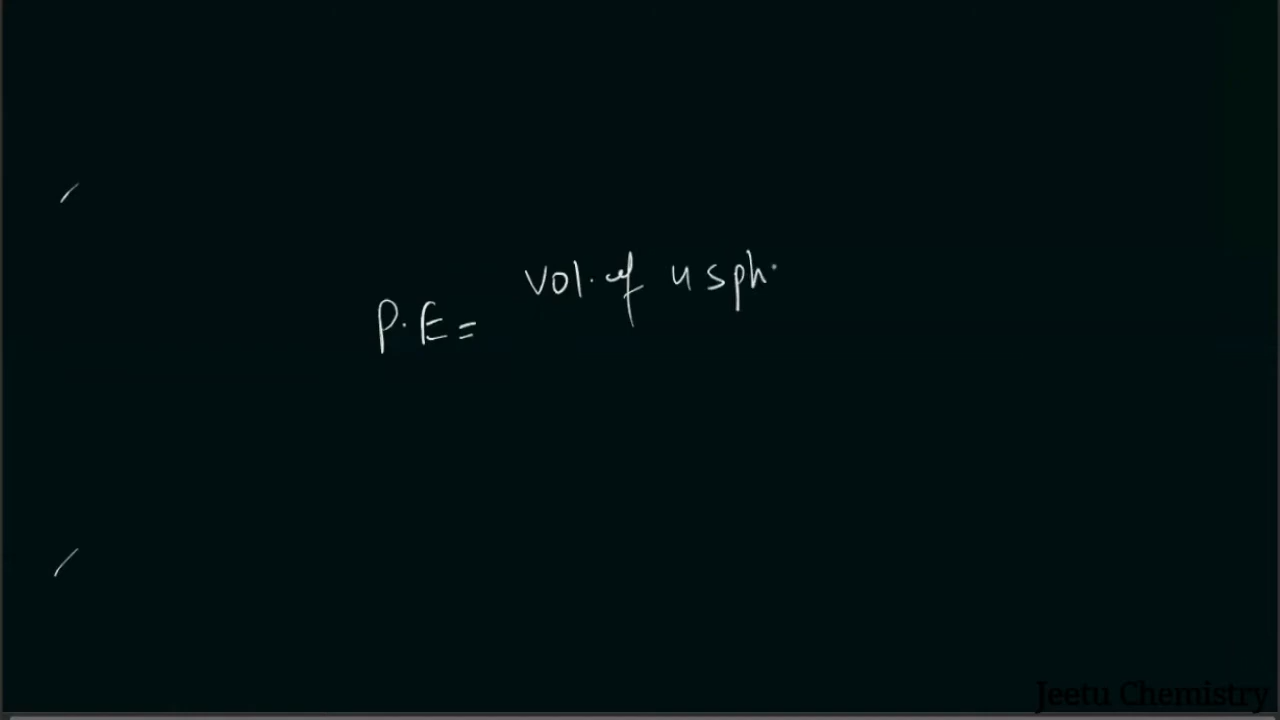 Vol. of 4 sph.
P.E =
Jeetu Chemistry